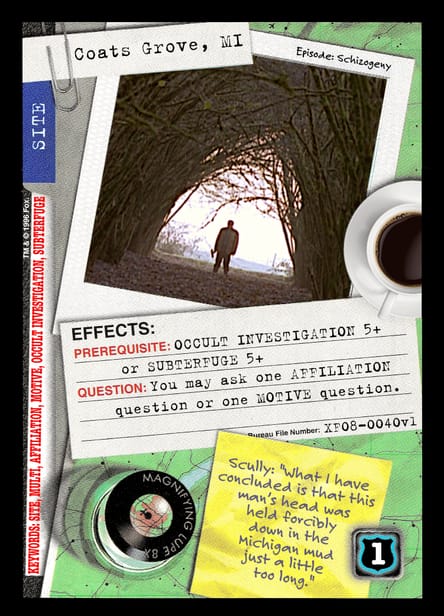 Coats Grove, MI
Episode: Schizogeny
SITE
TM & © 1996 Fox.
KEYWORDS: SITE, MULTI, AFFILIATION, MOTIVE, OCCULT INVESTIGATION, SUBTERFUGE
EFFECTS:
PREREQUISITE: OCCULT INVESTIGATION 5+
or SUBTERFUGE 5+
QUESTION: You may ask one AFFILIATION
question or one MOTIVE question.
Bureau File Number: XF08-0040v1
MAGNIFYING LUPE 8X
Scully: "What I have
concluded is that this
man's head was
held forcibly
down in the
Michigan mud
just a little
too long."
1